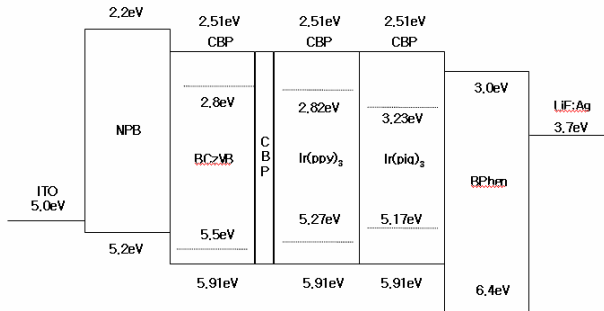 2.2eV
2.51eV 2.51eV 2.51eV
CBP CBP CBP
2.8eV 2.82eV 3.23eV 3.0eV
LiF:Ag
3.7eV
NPB
BCzVB
CBP
Ir(ppy)3
Ir(piq)3
BPhen
ITO
5.0eV
5.2eV
5.5eV 5.27eV 5.17eV
5.91eV 5.91eV 5.91eV
6.4eV